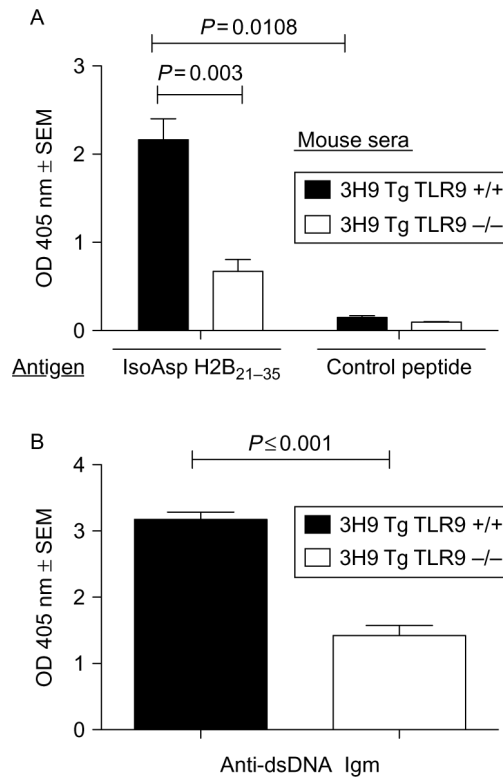 A
P = 0.0108
P = 0.003
3
2
1
0
OD 405 nm ± SEM
Mouse sera
3H9 Tg TLR9 +/+
3H9 Tg TLR9 –/–
Antigen
IsoAsp H2B21–35
Control peptide
B
P ≤ 0.001
4
3
2
1
0
OD 405 nm ± SEM
3H9 Tg TLR9 +/+
3H9 Tg TLR9 –/–
Anti-dsDNA Igm